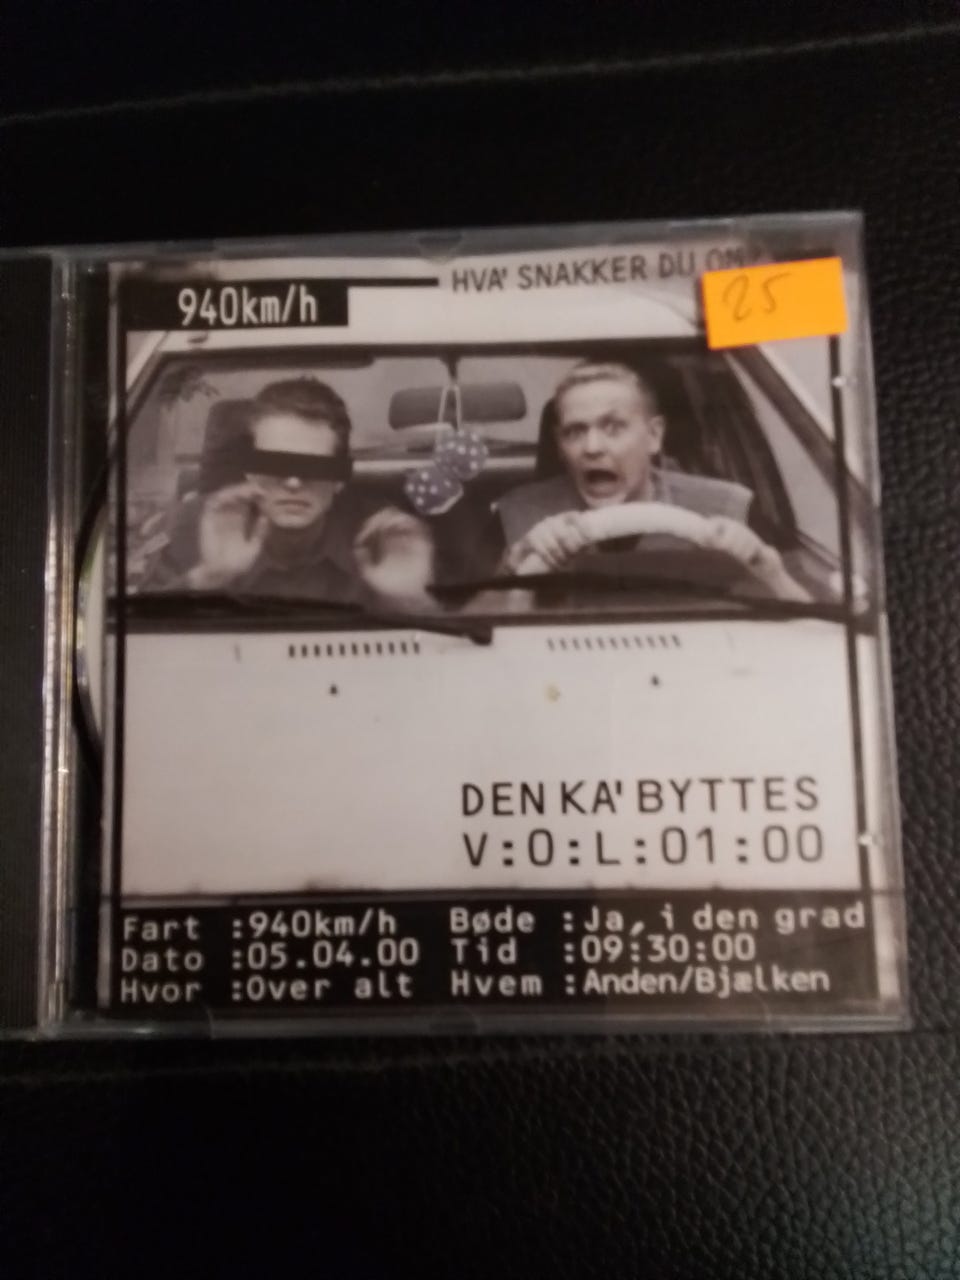 HVA' SNAKKER DU OM?
25
940km/h
DEN KA' BYTTES
V:O:L:01:00
Fart :940km/h Bøde :Ja, i den grad
Dato :05.04.00 Tid :09:30:00
Hvor :Over alt Hvem :Anden/Bjælken